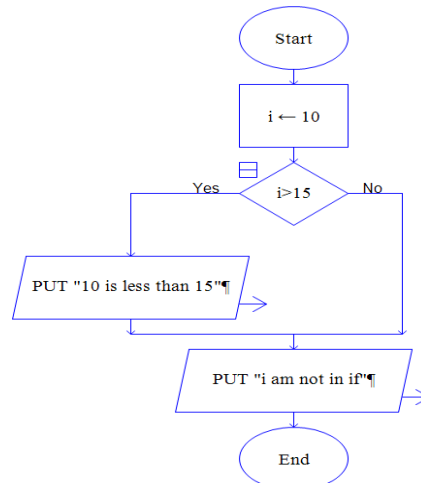 Start
i ← 10
i>15
Yes
No
PUT "10 is less than 15"¶
PUT "i am not in if"¶
End